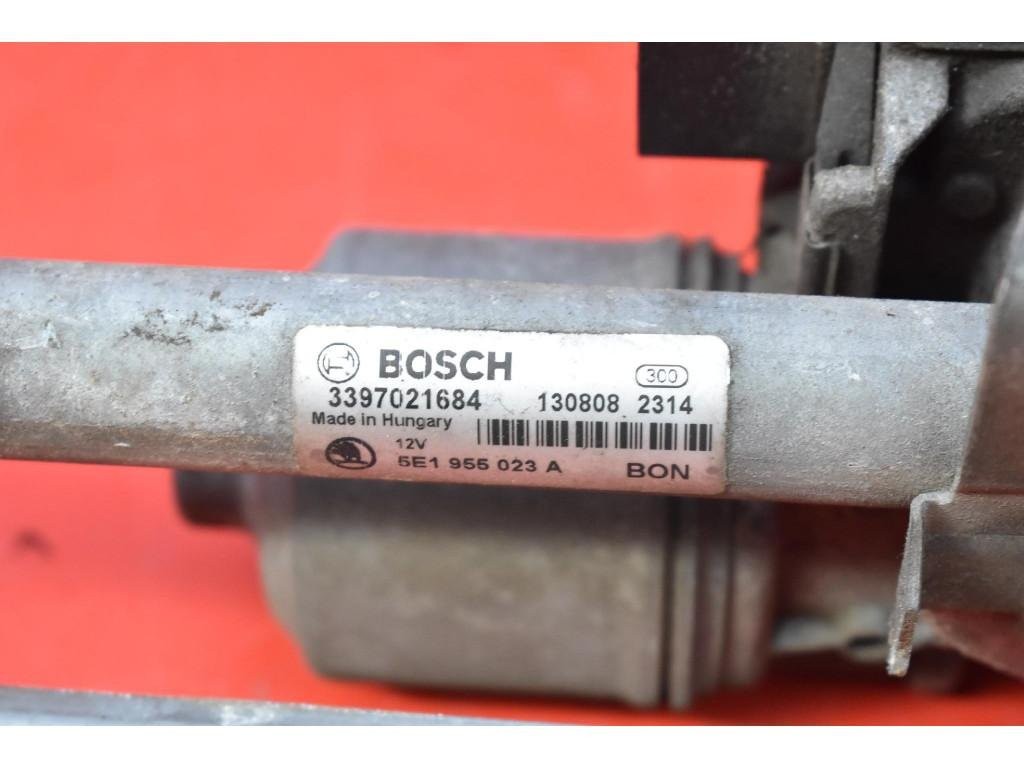 BOSCH 300
3397021684 130808 2314
Made in Hungary
12V
5E1 955 023 A BON